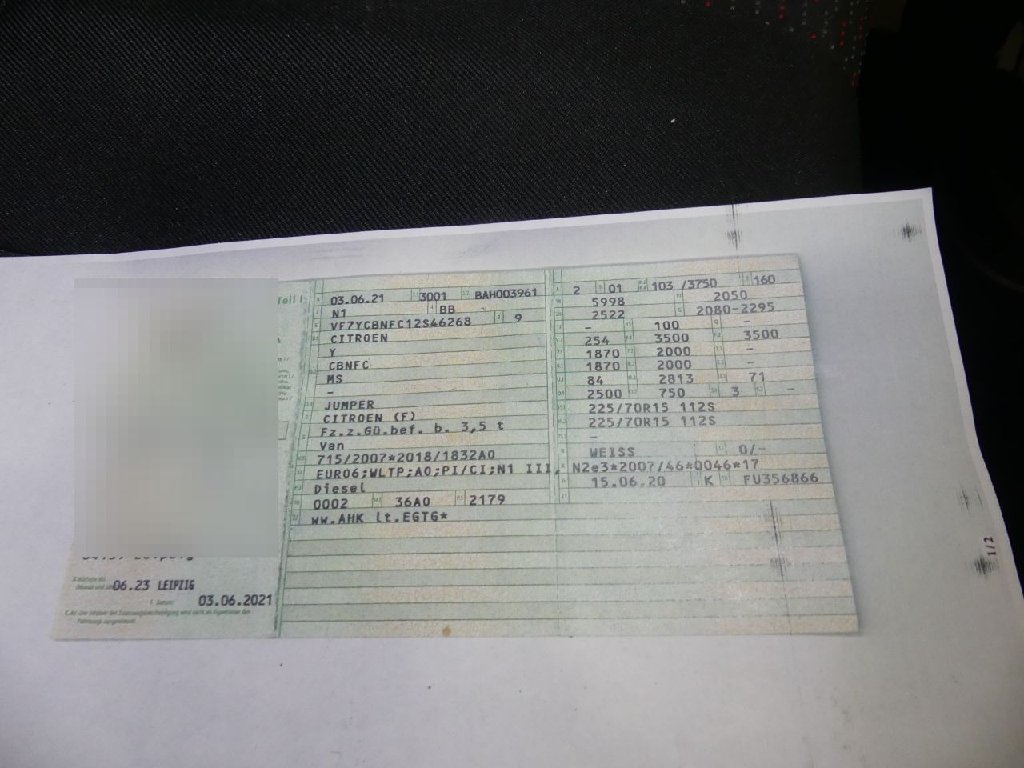 03.06.21 3001 BAH003961
N1 BB
VF7YCBNFC12S46268 9
CITROEN
Y
CBNFC
MS
-
JUMPER
CITROEN (F)
Fz.z.GO.bef. b. 3,5 t
Van
715/2007*2018/1832AO
EURO6;WLTP;AO;PI/CI;N1 III,
Diesel
0002 36AO 2179
ww.AHK lt.EGTG*
2 01 103 /3750 160
5998 2050
2522 2080-2295
- 100 -
254 3500 3500
1870 2000 -
1870 2000 -
84 2813 71
2500 750 3 -
225/70R15 112S
225/70R15 112S
-
WEISS 0/-
N2e3*2007/46*0046*17
15.06.20 K FU356866
06.23 LEIPZIG
03.06.2021
1/2